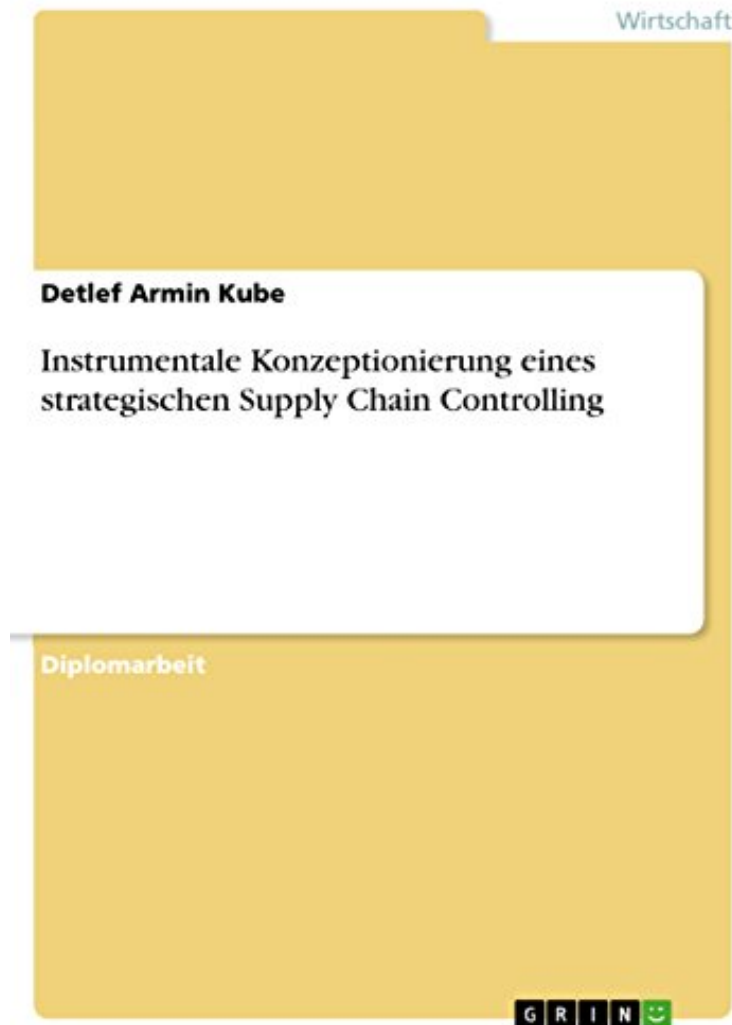 Wirtschaft
Detlef Armin Kube
Instrumentale Konzeptionierung eines
strategischen Supply Chain Controlling
Diplomarbeit
GRIN